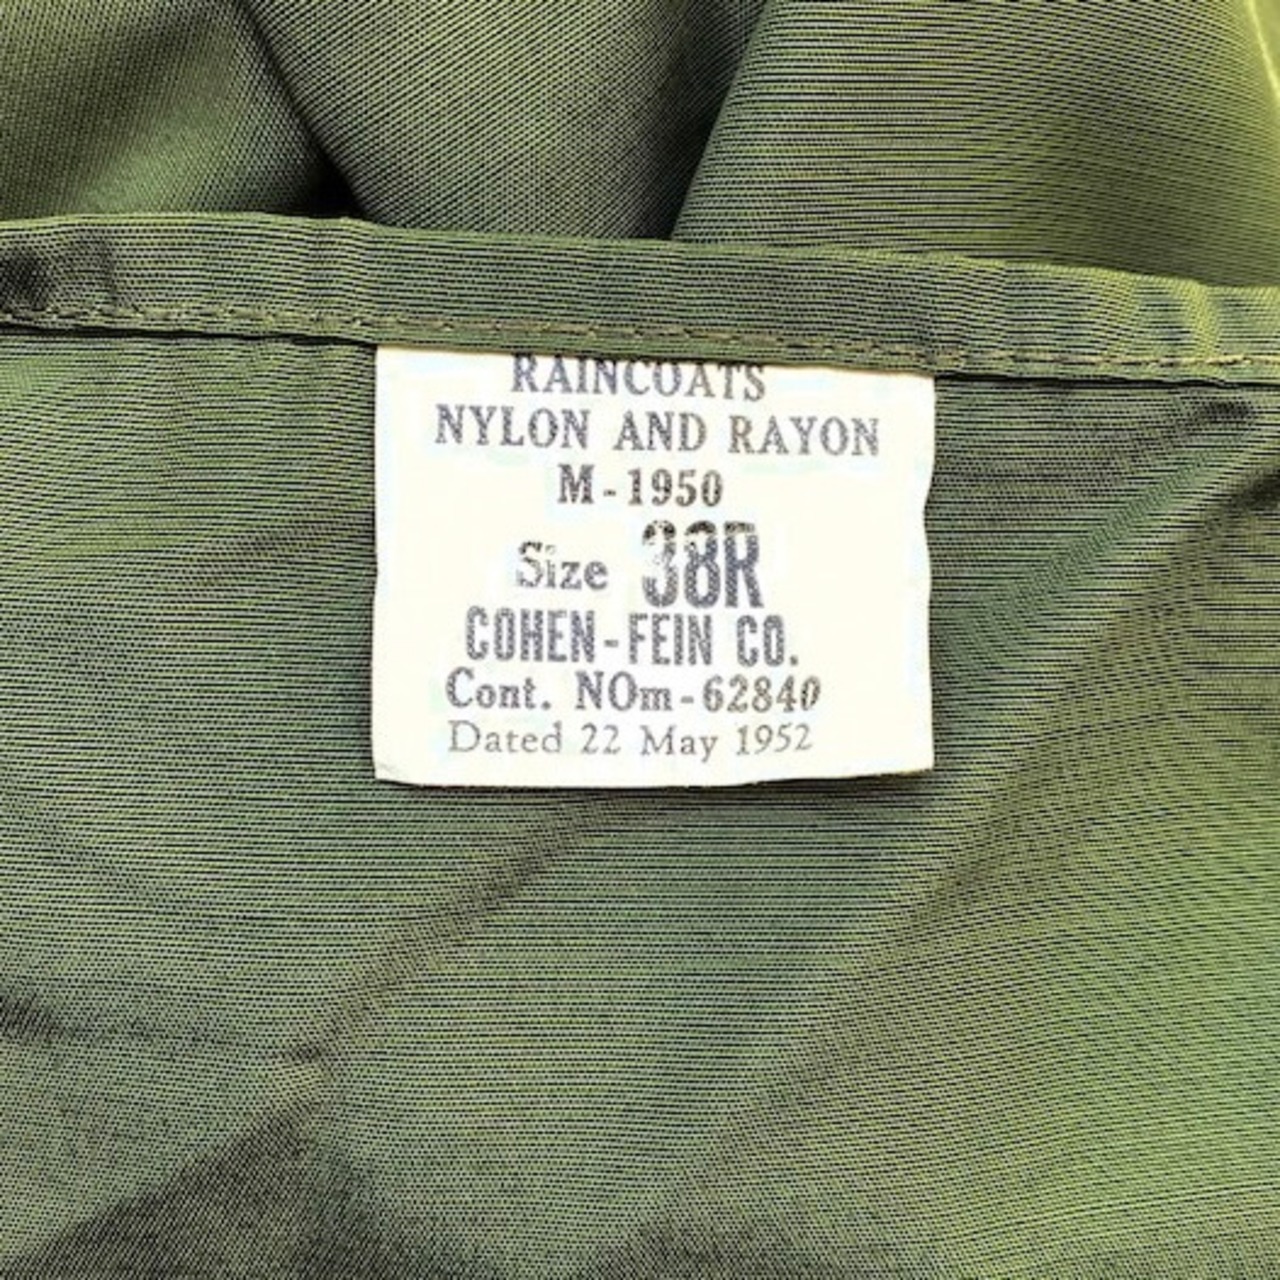 RAINCOATS
NYLON AND RAYON
M-1950
Size 38R
COHEN-FEIN CO.
Cont. NOm-62840
Dated 22 May 1952